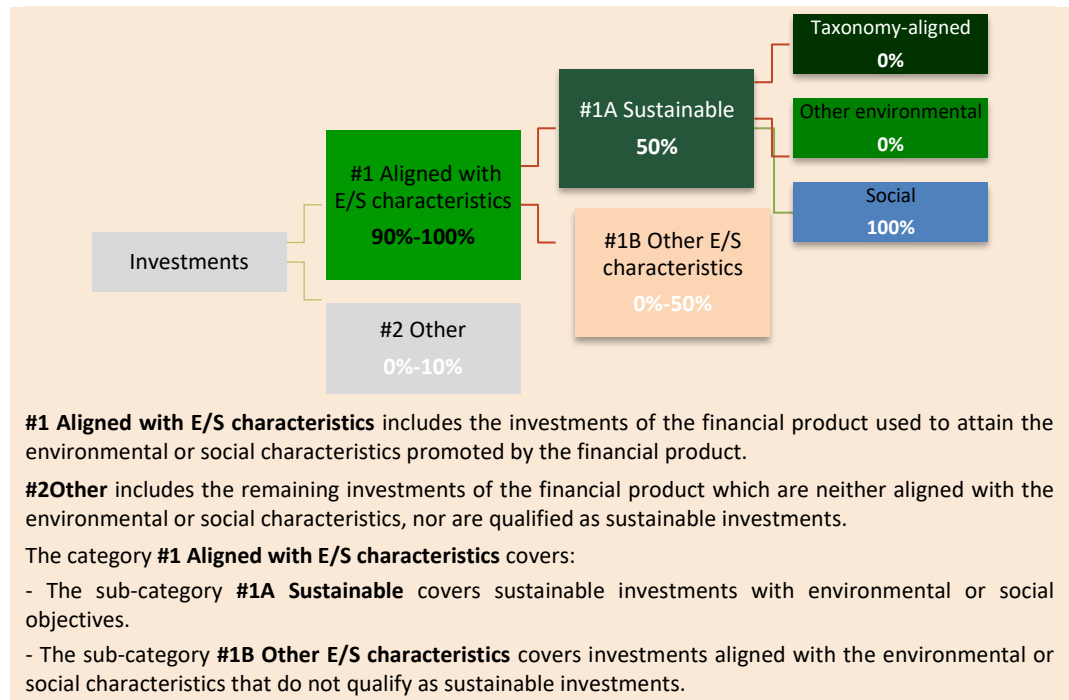 Taxonomy-aligned
0%
#1A Sustainable
50%
Other environmental
0%
#1 Aligned with
E/S characteristics
90%-100%
Social
100%
#1B Other E/S
characteristics
0%-50%
Investments
#2 Other
0%-10%
#1 Aligned with E/S characteristics includes the investments of the financial product used to attain the
environmental or social characteristics promoted by the financial product.
#2Other includes the remaining investments of the financial product which are neither aligned with the
environmental or social characteristics, nor are qualified as sustainable investments.
The category #1 Aligned with E/S characteristics covers:
- The sub-category #1A Sustainable covers sustainable investments with environmental or social
objectives.
- The sub-category #1B Other E/S characteristics covers investments aligned with the environmental or
social characteristics that do not qualify as sustainable investments.